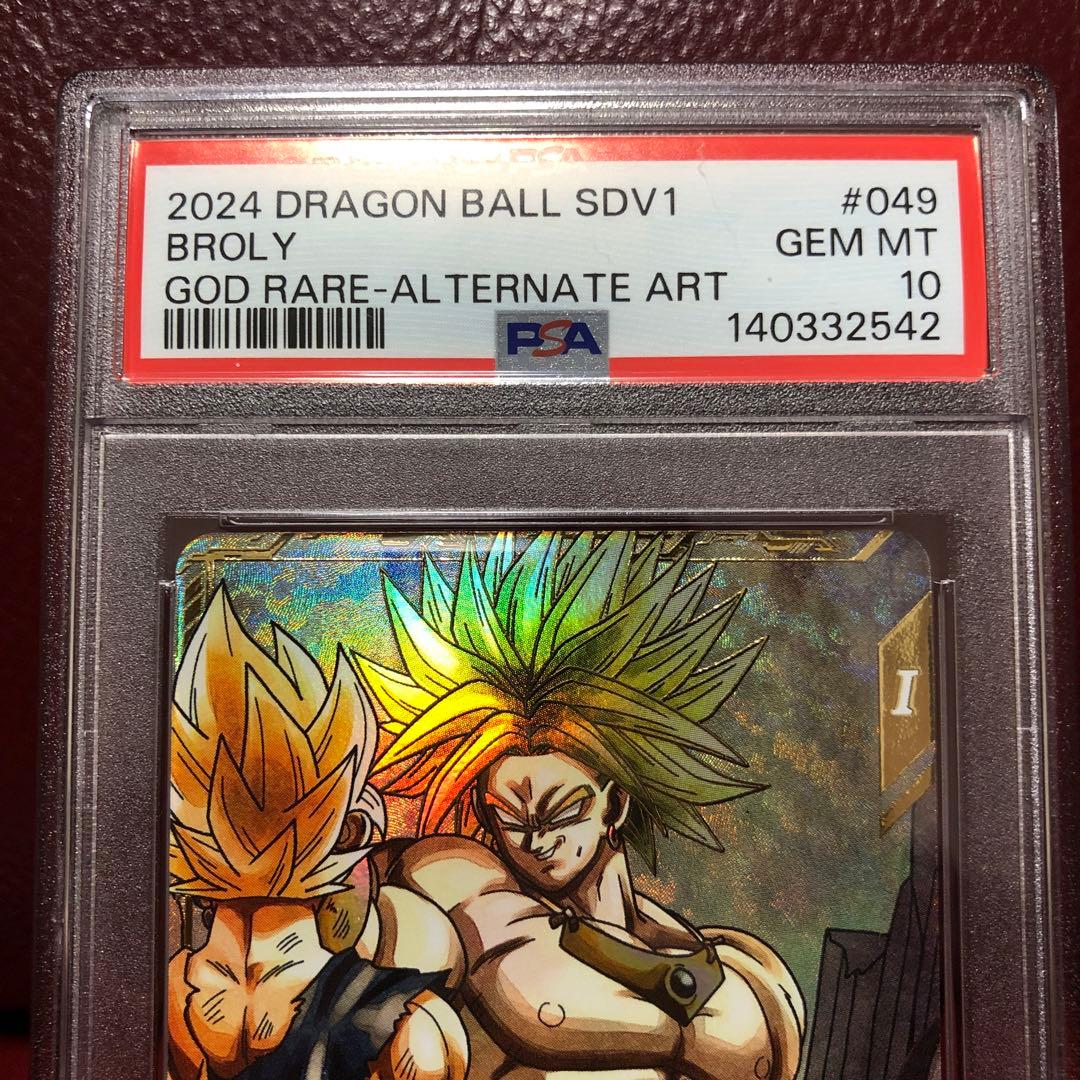 2024 DRAGON BALL SDV1 #049
BROLY GEM MT
GOD RARE-ALTERNATE ART 10
PSA 140332542
I